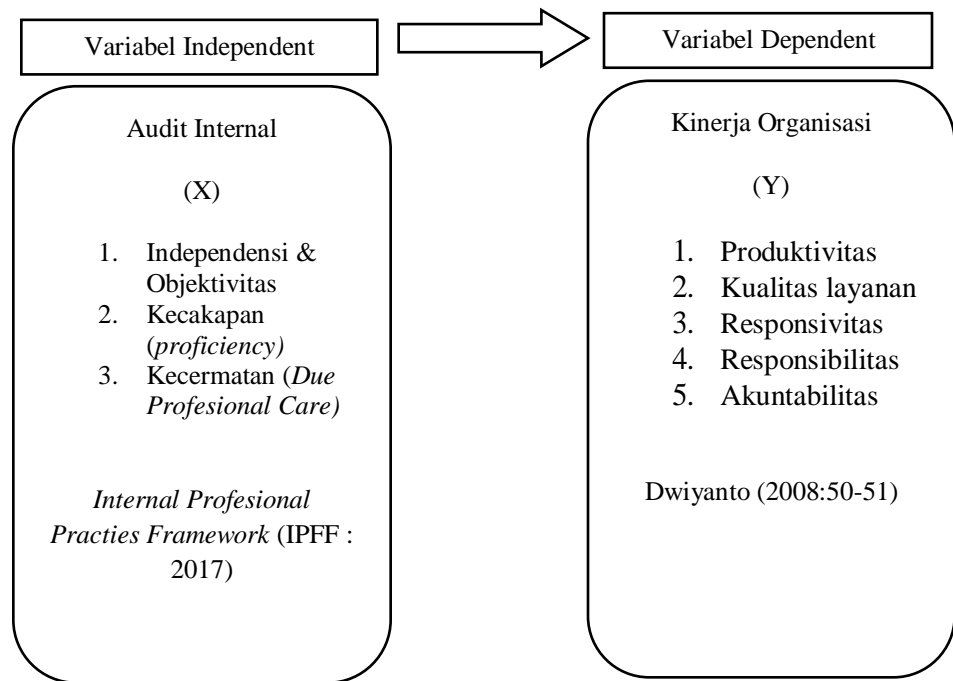 Variabel Independent
Variabel Dependent
Audit Internal
(X)
1. Independensi &
Objektivitas
2. Kecakapan
(proficiency)
3. Kecermatan (Due
Profesional Care)
Internal Profesional
Practies Framework (IPFF :
2017)
Kinerja Organisasi
(Y)
1. Produktivitas
2. Kualitas layanan
3. Responsivitas
4. Responsibilitas
5. Akuntabilitas
Dwiyanto (2008:50-51)